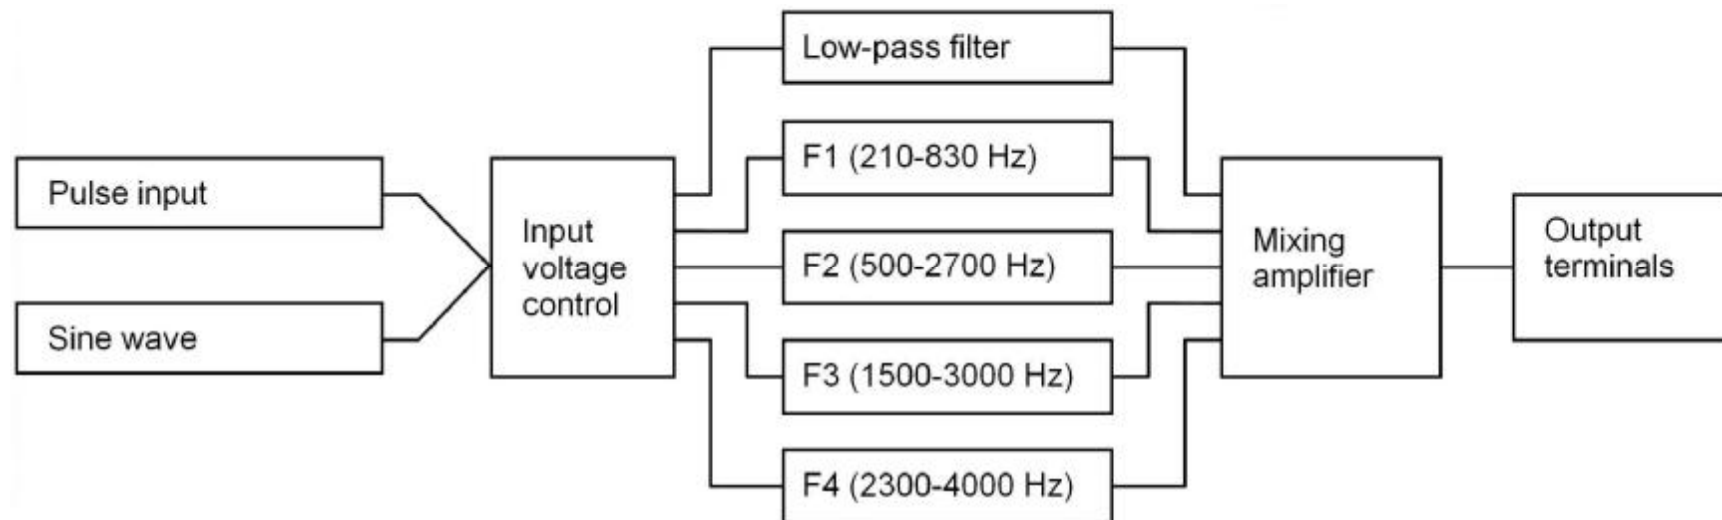 Low-pass filter
F1 (210-830 Hz)
Pulse input
Input
voltage
control
F2 (500-2700 Hz)
Mixing
amplifier
Output
terminals
Sine wave
F3 (1500-3000 Hz)
F4 (2300-4000 Hz)